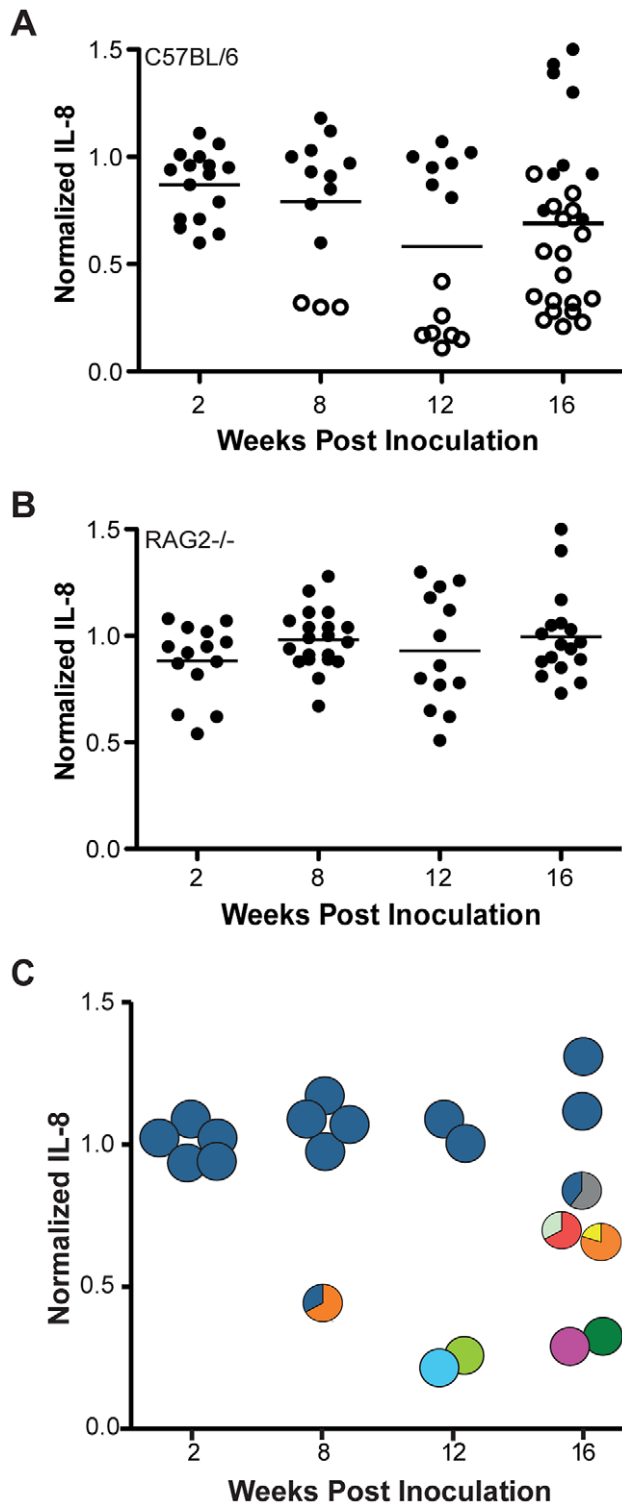 A
C57BL/6
1.5
1.0
0.5
0.0
Normalized IL-8
2 8 12 16
Weeks Post Inoculation
B
RAG2-/-
1.5
1.0
0.5
0.0
Normalized IL-8
2 8 12 16
Weeks Post Inoculation
C
1.5
1.0
0.5
0.0
Normalized IL-8
2 8 12 16
Weeks Post Inoculation